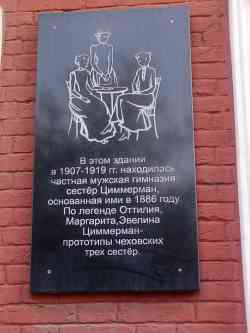 В этом здании
в 1907-1919 гг. находилась
частная мужская гимназия
сестёр Циммерман,
основанная ими в 1886 году.
По легенде Оттилия,
Маргарита,Эвелина
Циммерман-
прототипы чеховских
трех сестёр.